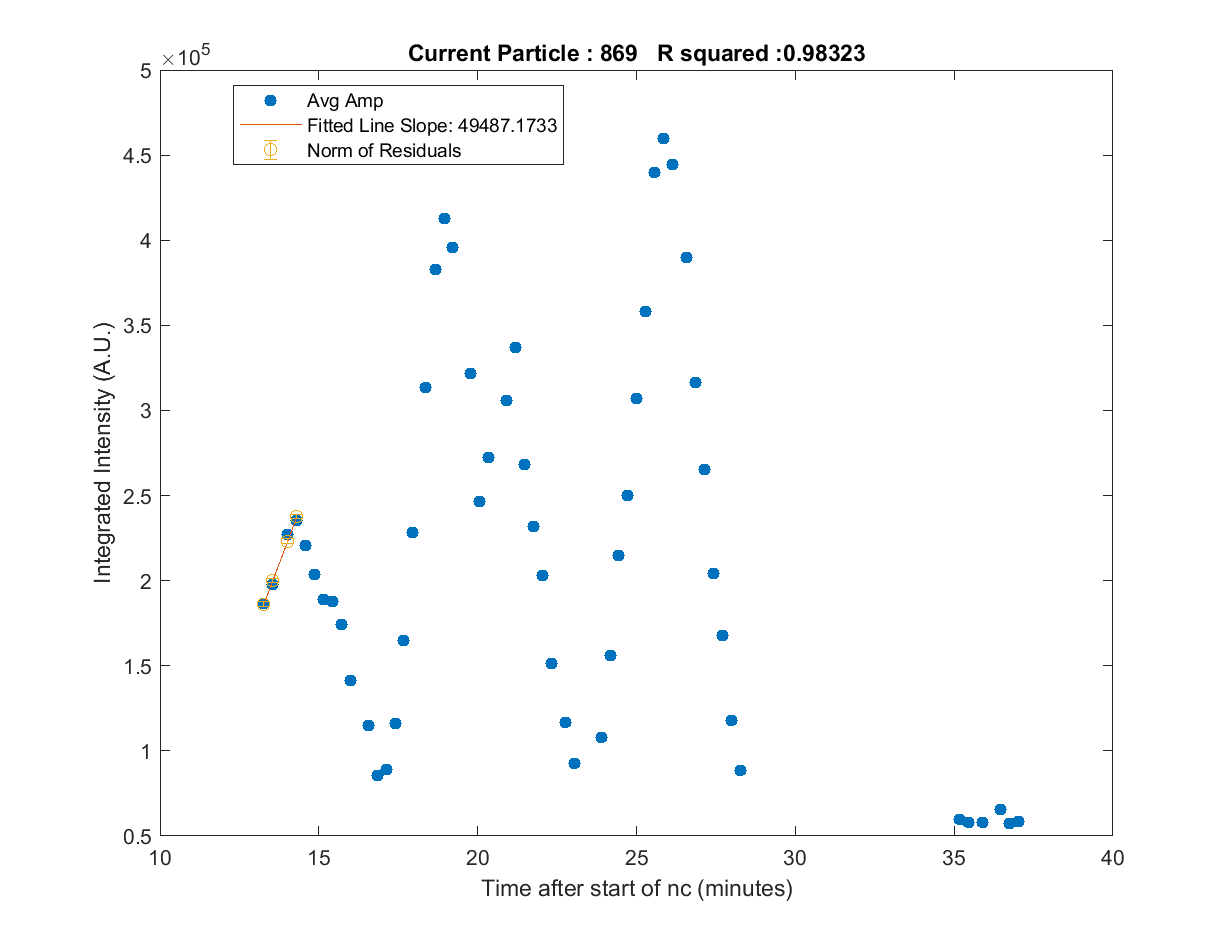 Current Particle : 869 R squared :0.98323
×10^5
Avg Amp
Fitted Line Slope: 49487.1733
Norm of Residuals
Integrated Intensity (A.U.)
5
4.5
4
3.5
3
2.5
2
1.5
1
0.5
10 15 20 25 30 35 40
Time after start of nc (minutes)